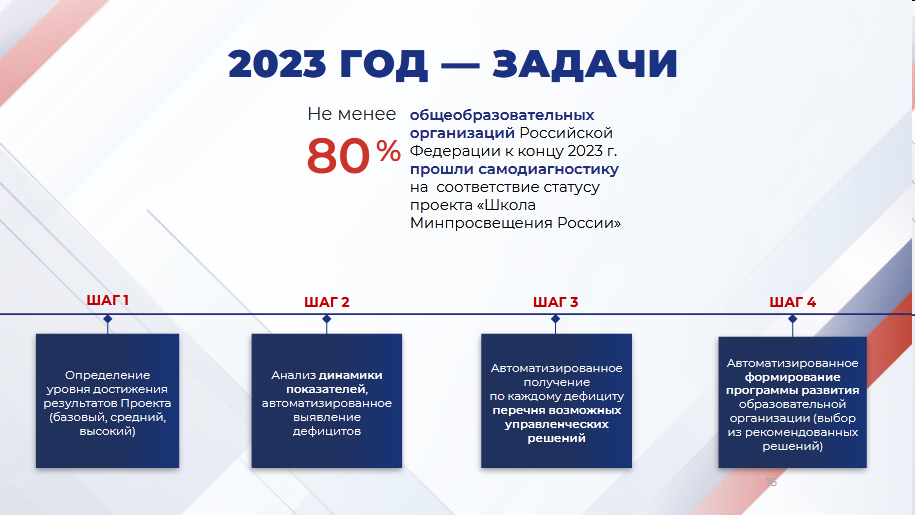 2023 ГОД — ЗАДАЧИ
Не менее
80 %
общеобразовательных
организаций Российской
Федерации к концу 2023 г.
прошли самодиагностику
на соответствие статусу
проекта «Школа
Минпросвещения России»
ШАГ 1
Определение
уровня достижения
результатов Проекта
(базовый, средний,
высокий)
ШАГ 2
Анализ динамики
показателей,
автоматизированное
выявление
дефицитов
ШАГ 3
Автоматизированное
получение
по каждому дефициту
перечня возможных
управленческих
решений
ШАГ 4
Автоматизированное
формирование
программы развития
образовательной
организации (выбор
из рекомендованных
решений)
16